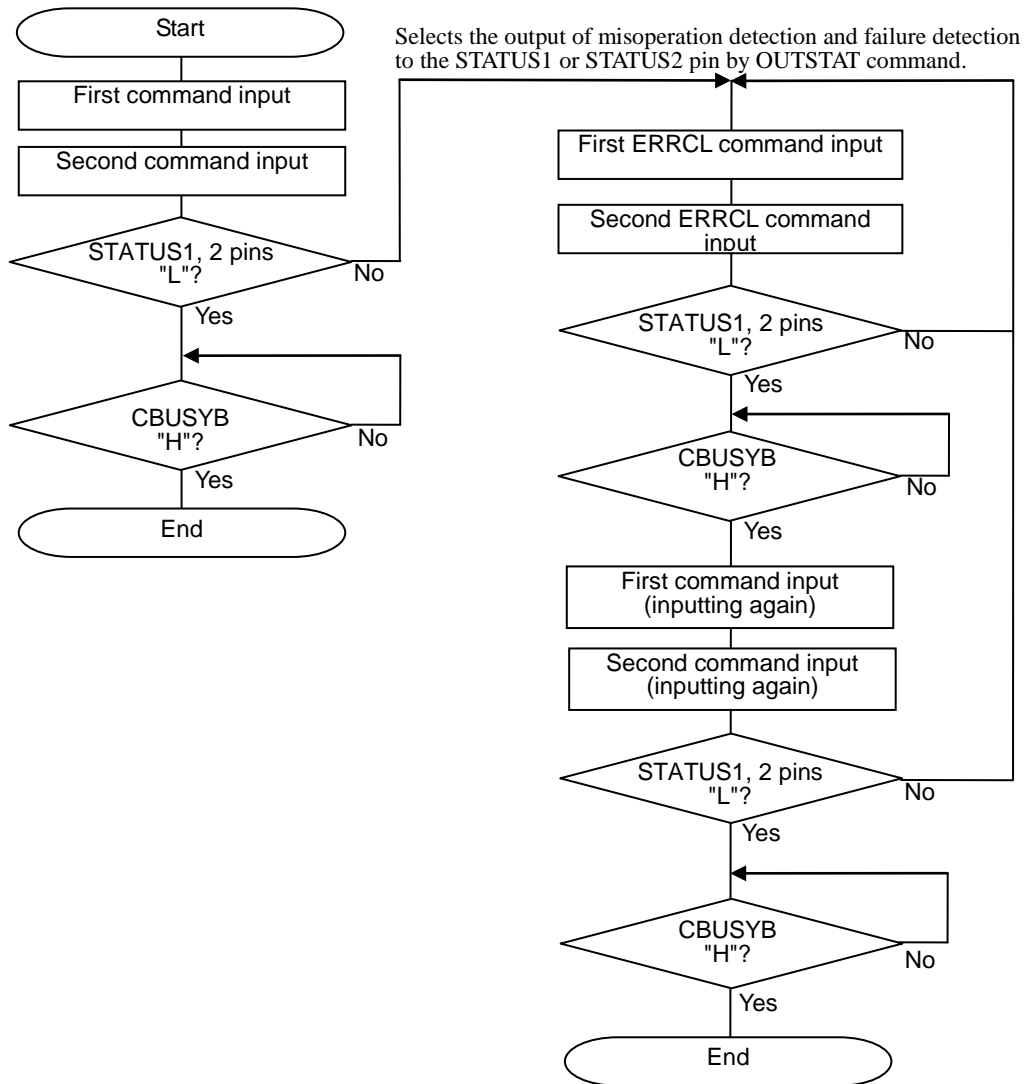 Start
First command input
Second command input
STATUS1, 2 pins
"L"?
No
Yes
CBUSYB
"H"?
No
Yes
End
Selects the output of misoperation detection and failure detection
to the STATUS1 or STATUS2 pin by OUTSTAT command.
First ERRCL command input
Second ERRCL command
input
STATUS1, 2 pins
"L"?
No
Yes
CBUSYB
"H"?
No
Yes
First command input
(inputting again)
Second command input
(inputting again)
STATUS1, 2 pins
"L"?
No
Yes
CBUSYB
"H"?
No
Yes
End